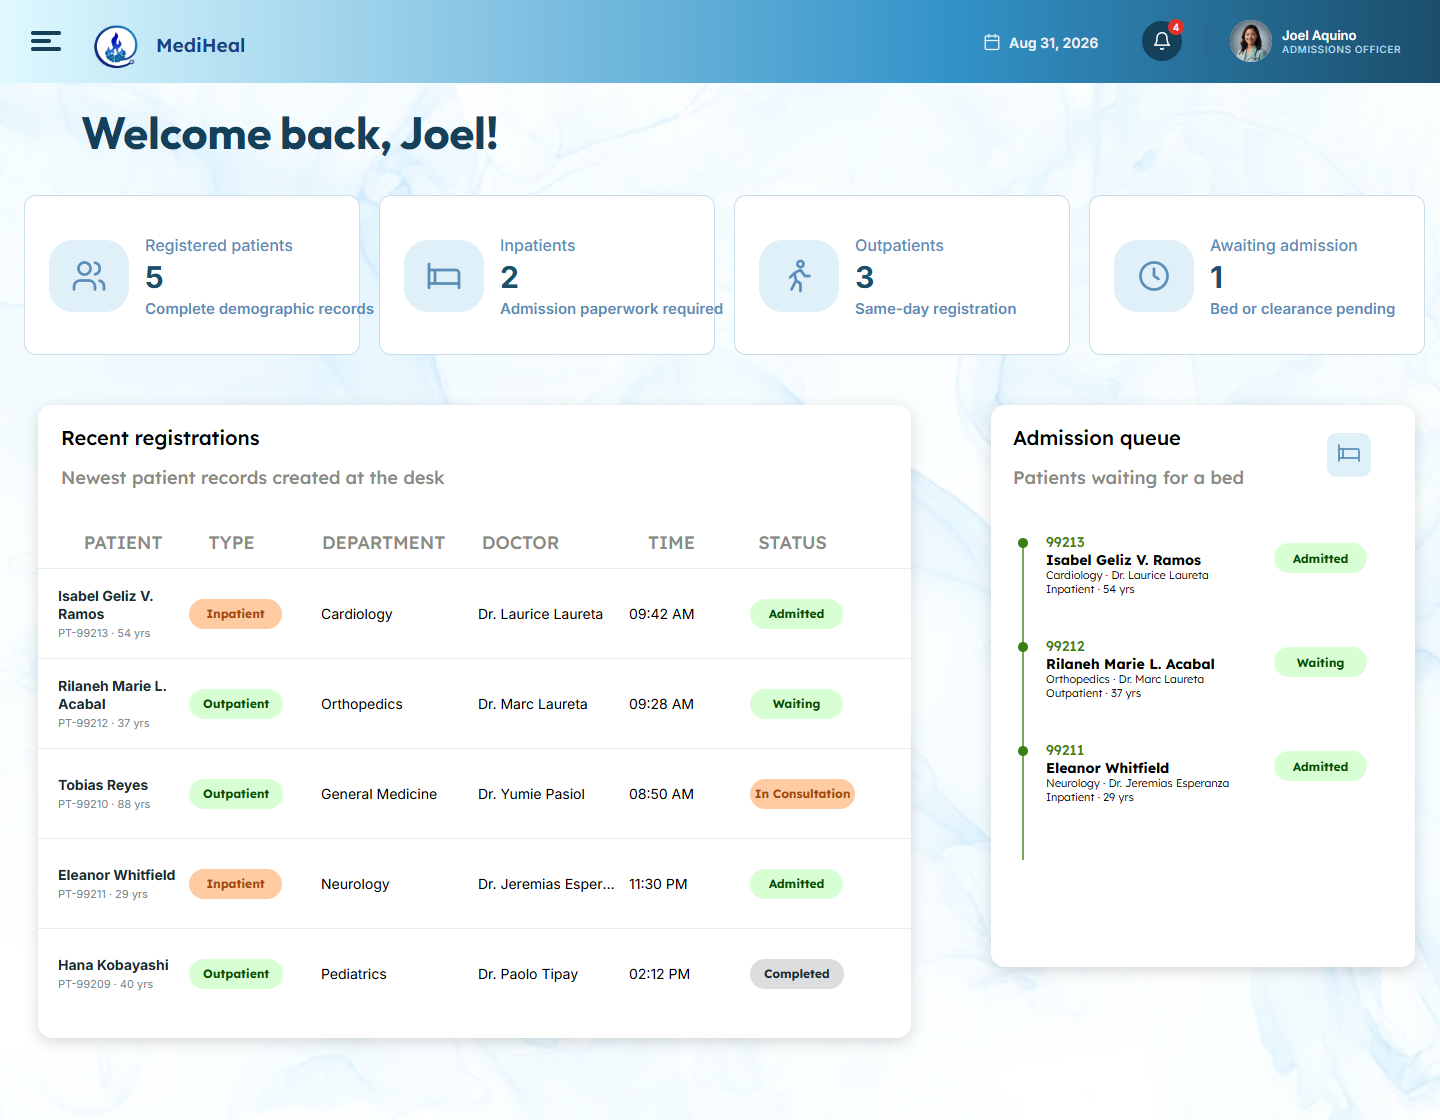 MediHeal
Aug 31, 2026
4
Joel Aquino
ADMISSIONS OFFICER
Welcome back, Joel!
Registered patients
5
Complete demographic records
Inpatients
2
Admission paperwork required
Outpatients
3
Same-day registration
Awaiting admission
1
Bed or clearance pending
Recent registrations
Newest patient records created at the desk
PATIENT TYPE DEPARTMENT DOCTOR TIME STATUS
Isabel Geliz V.
Ramos
PT-99213 · 54 yrs
Inpatient
Cardiology
Dr. Laurice Laureta
09:42 AM
Admitted
Rilaneh Marie L.
Acabal
PT-99212 · 37 yrs
Outpatient
Orthopedics
Dr. Marc Laureta
09:28 AM
Waiting
Tobias Reyes
PT-99210 · 88 yrs
Outpatient
General Medicine
Dr. Yumie Pasiol
08:50 AM
In Consultation
Eleanor Whitfield
PT-99211 · 29 yrs
Inpatient
Neurology
Dr. Jeremias Esper...
11:30 PM
Admitted
Hana Kobayashi
PT-99209 · 40 yrs
Outpatient
Pediatrics
Dr. Paolo Tipay
02:12 PM
Completed
Admission queue
Patients waiting for a bed
99213
Isabel Geliz V. Ramos
Cardiology · Dr. Laurice Laureta
Inpatient · 54 yrs
Admitted
99212
Rilaneh Marie L. Acabal
Orthopedics · Dr. Marc Laureta
Outpatient · 37 yrs
Waiting
99211
Eleanor Whitfield
Neurology · Dr. Jeremias Esperanza
Inpatient · 29 yrs
Admitted